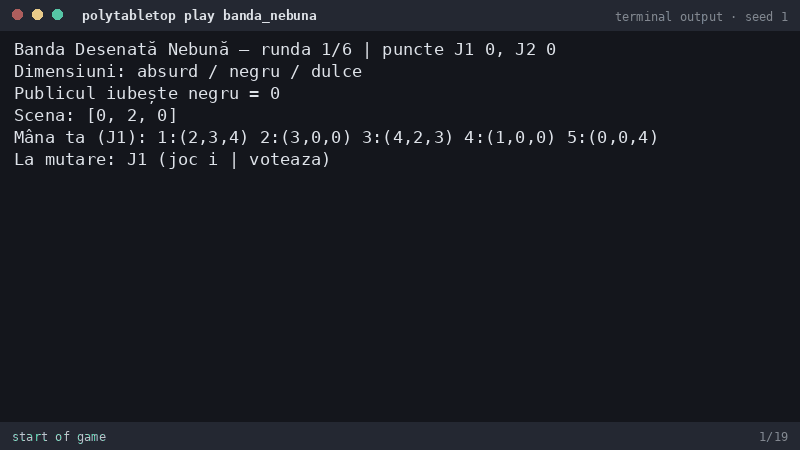 polytabletop play banda_nebuna
terminal output · seed 1
Banda Desenată Nebună — runda 1/6 | puncte J1 0, J2 0
Dimensiuni: absurd / negru / dulce
Publicul iubește negru = 0
Scena: [0, 2, 0]
Mâna ta (J1): 1:(2,3,4) 2:(3,0,0) 3:(4,2,3) 4:(1,0,0) 5:(0,0,4)
La mutare: J1 (joc i | voteaza)
start of game
1/19